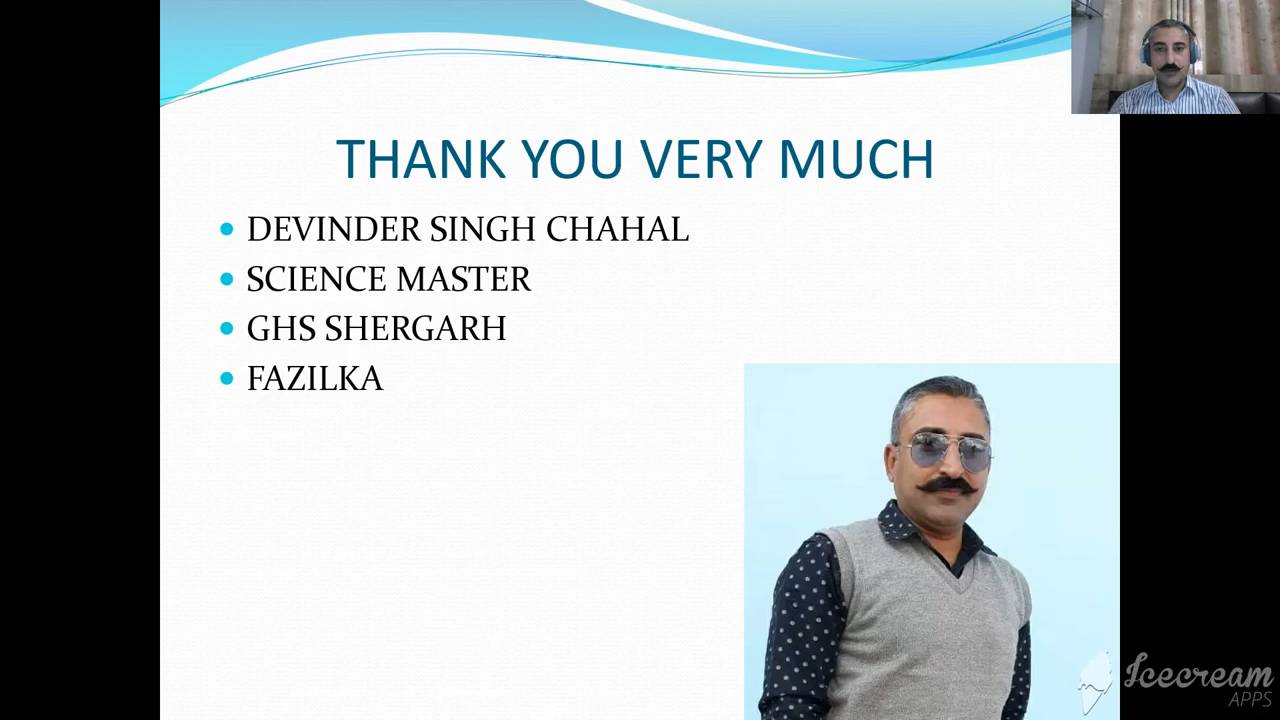 THANK YOU VERY MUCH
DEVINDER SINGH CHAHAL
SCIENCE MASTER
GHS SHERGARH
FAZILKA
Icecream
APPS